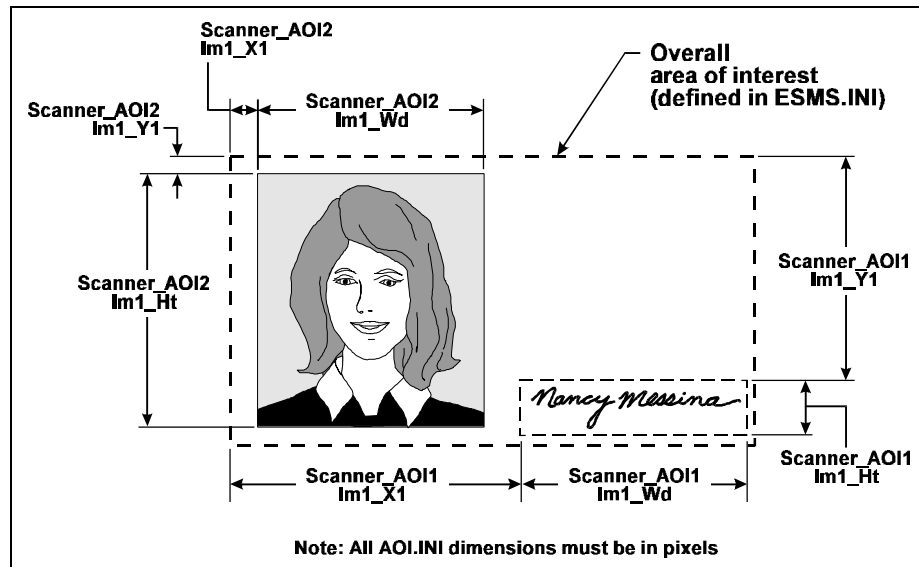 Scanner_AOI2
Im1_X1
Overall
area of interest
(defined in ESMS.INI)
Scanner_AOI2
Im1_Wd
Scanner_AOI2
Im1_Y1
Scanner_AOI2
Im1_Ht
Scanner_AOI1
Im1_Y1
Nancy Messina
Scanner_AOI1
Im1_X1
Scanner_AOI1
Im1_Wd
Scanner_AOI1
Im1_Ht
Note: All AOI.INI dimensions must be in pixels